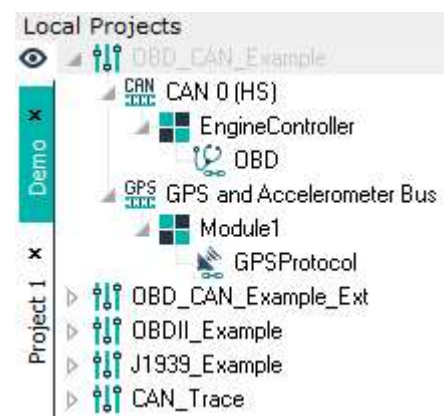 Local Projects
OBD_CAN_Example
CAN CAN 0 (HS)
EngineController
OBD
GPS GPS and Accelerometer Bus
Module1
GPSProtocol
OBD_CAN_Example_Ext
OBDII_Example
J1939_Example
CAN_Trace
Demo x
Project 1 x